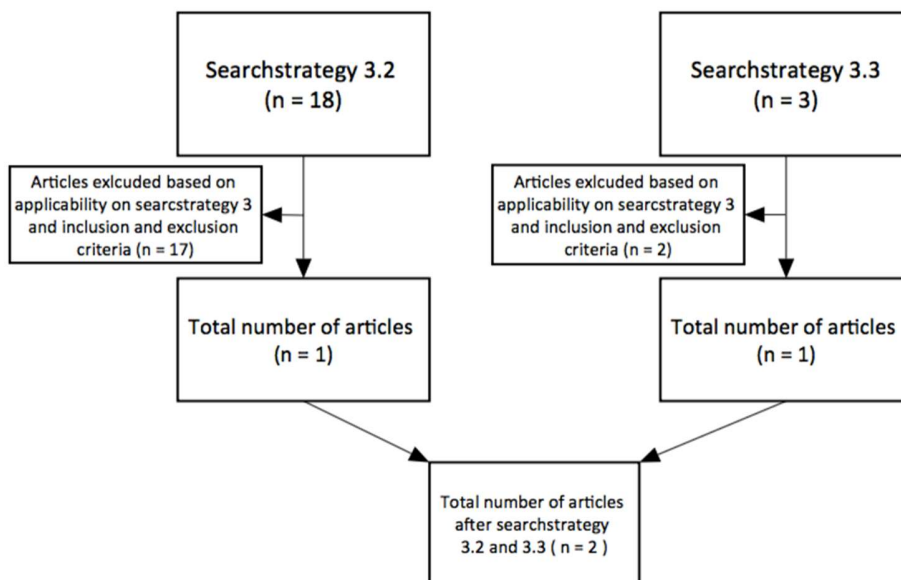 Searchstrategy 3.2
(n = 18)
Searchstrategy 3.3
(n = 3)
Articles exlcuded based on
applicability on searcstrategy 3
and inclusion and exclusion
criteria (n = 17)
Articles exlcuded based on
applicability on searcstrategy 3
and inclusion and exclusion
criteria (n = 2)
Total number of articles
(n = 1)
Total number of articles
(n = 1)
Total number of articles
after searchstrategy
3.2 and 3.3 ( n = 2 )